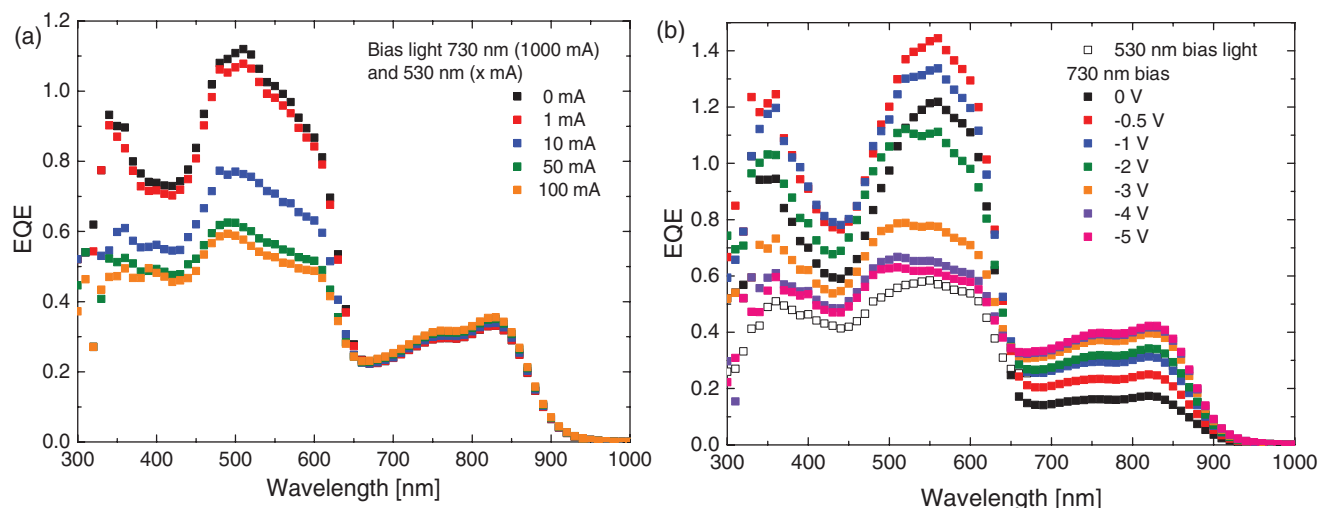 (a)
Bias light 730 nm (1000 mA)
and 530 nm (x mA)
0 mA
1 mA
10 mA
50 mA
100 mA
EQE
1.2
1.0
0.8
0.6
0.4
0.2
0.0
300 400 500 600 700 800 900 1000
Wavelength [nm]
(b)
530 nm bias light
730 nm bias
0 V
-0.5 V
-1 V
-2 V
-3 V
-4 V
-5 V
EQE
1.4
1.2
1.0
0.8
0.6
0.4
0.2
0.0
300 400 500 600 700 800 900 1000
Wavelength [nm]